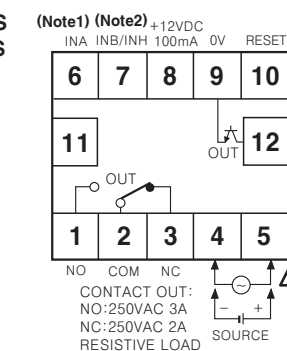 S
S
(Note1) (Note2) +12VDC
INA INB/INH 100mA 0V RESET
6 7 8 9 10
11 OUT 12
OUT
1 2 3 4 5
NO COM NC
CONTACT OUT:
NO:250VAC 3A
NC:250VAC 2A
RESISTIVE LOAD
− +
SOURCE